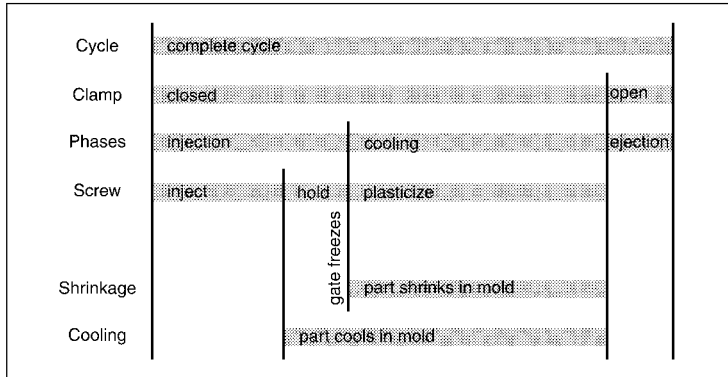 Cycle complete cycle
Clamp closed open
Phases injection cooling ejection
Screw inject hold plasticize
gate freezes
Shrinkage part shrinks in mold
Cooling part cools in mold